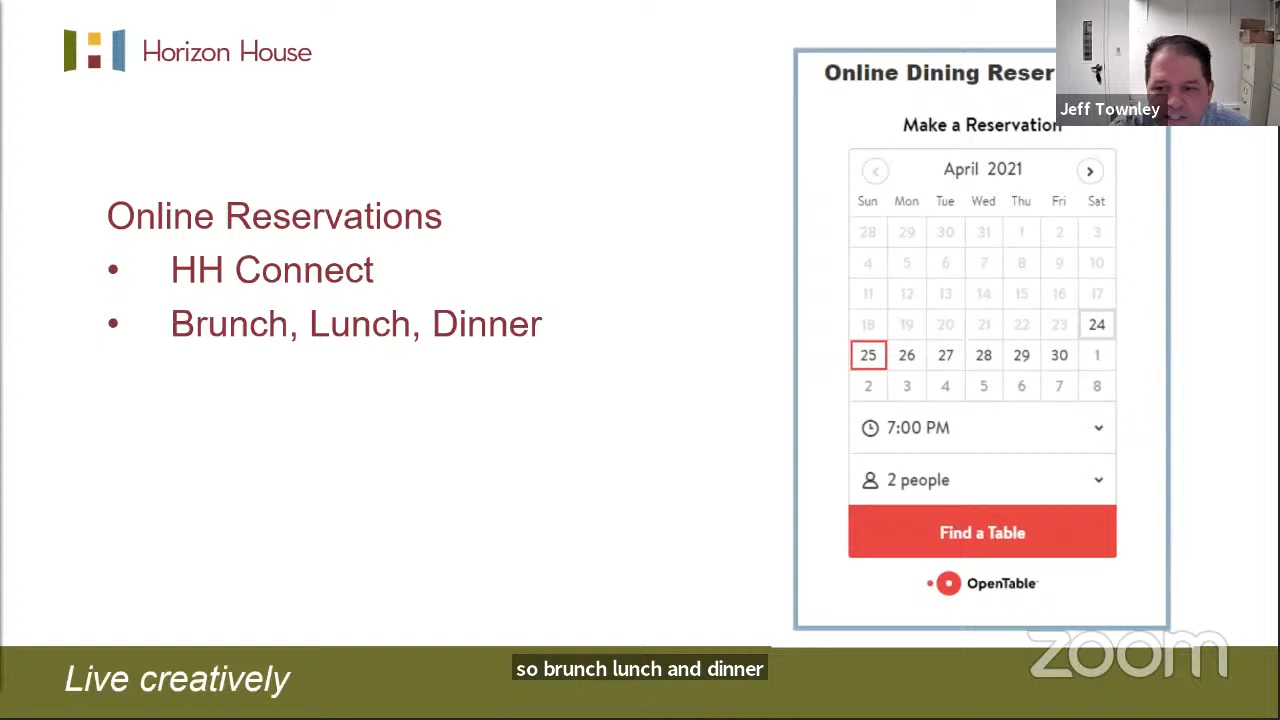 Horizon House
Online Reservations
• HH Connect
• Brunch, Lunch, Dinner
Online Dining Reser
Jeff Townley
Make a Reservation
April 2021
Sun Mon Tue Wed Thu Fri Sat
28 29 30 31 1 2 3
4 5 6 7 8 9 10
11 12 13 14 15 16 17
18 19 20 21 22 23 24
25 26 27 28 29 30 1
2 3 4 5 6 7 8
7:00 PM
2 people
Find a Table
OpenTable
zoom
Live creatively
so brunch lunch and dinner